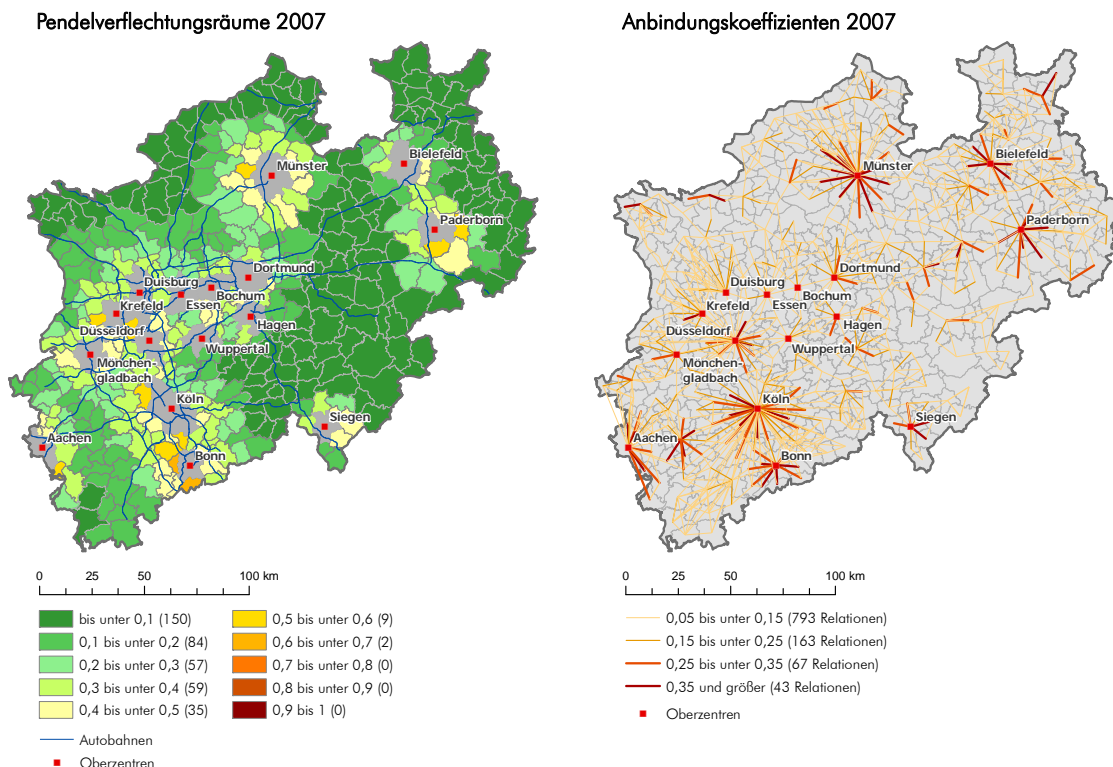 Pendelverflechtungsräume 2007
Münster
Bielefeld
Paderborn
Dortmund
Duisburg
Bochum
Essen
Krefeld
Hagen
Düsseldorf
Wuppertal
Mönchen-
gladbach
Köln
Siegen
Aachen
Bonn
0 25 50 100 km
bis unter 0,1 (150)
0,1 bis unter 0,2 (84)
0,2 bis unter 0,3 (57)
0,3 bis unter 0,4 (59)
0,4 bis unter 0,5 (35)
0,5 bis unter 0,6 (9)
0,6 bis unter 0,7 (2)
0,7 bis unter 0,8 (0)
0,8 bis unter 0,9 (0)
0,9 bis 1 (0)
Autobahnen
Oberzentren
Anbindungskoeffizienten 2007
Münster
Bielefeld
Paderborn
Dortmund
Duisburg
Bochum
Essen
Krefeld
Hagen
Düsseldorf
Wuppertal
Mönchen-
gladbach
Köln
Siegen
Aachen
Bonn
0 25 50 100 km
0,05 bis unter 0,15 (793 Relationen)
0,15 bis unter 0,25 (163 Relationen)
0,25 bis unter 0,35 (67 Relationen)
0,35 und größer (43 Relationen)
Oberzentren